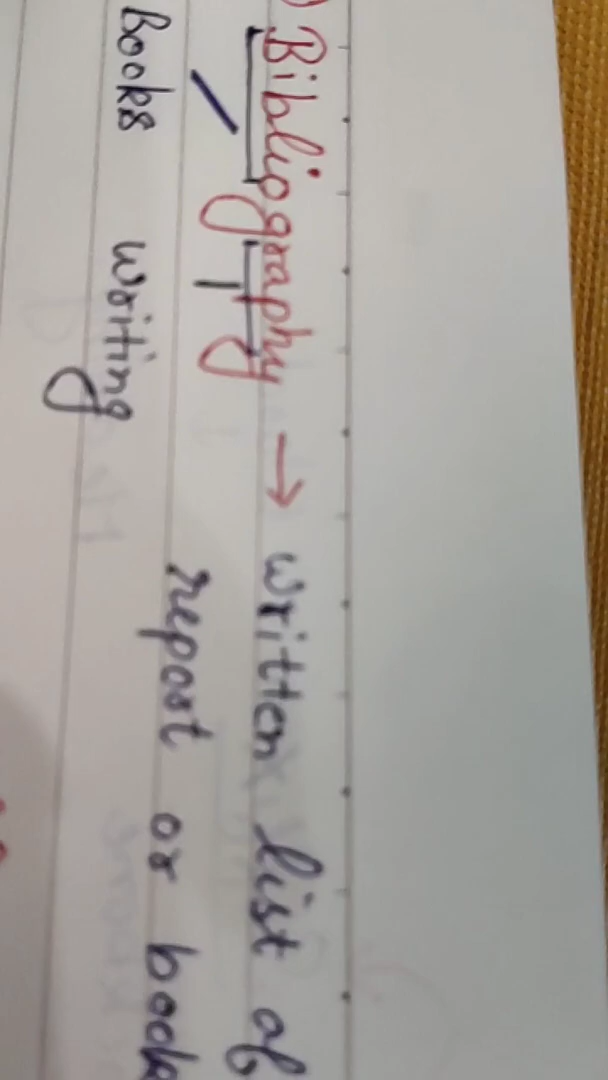 ) Bibliography → written list of
report or book
Books writing